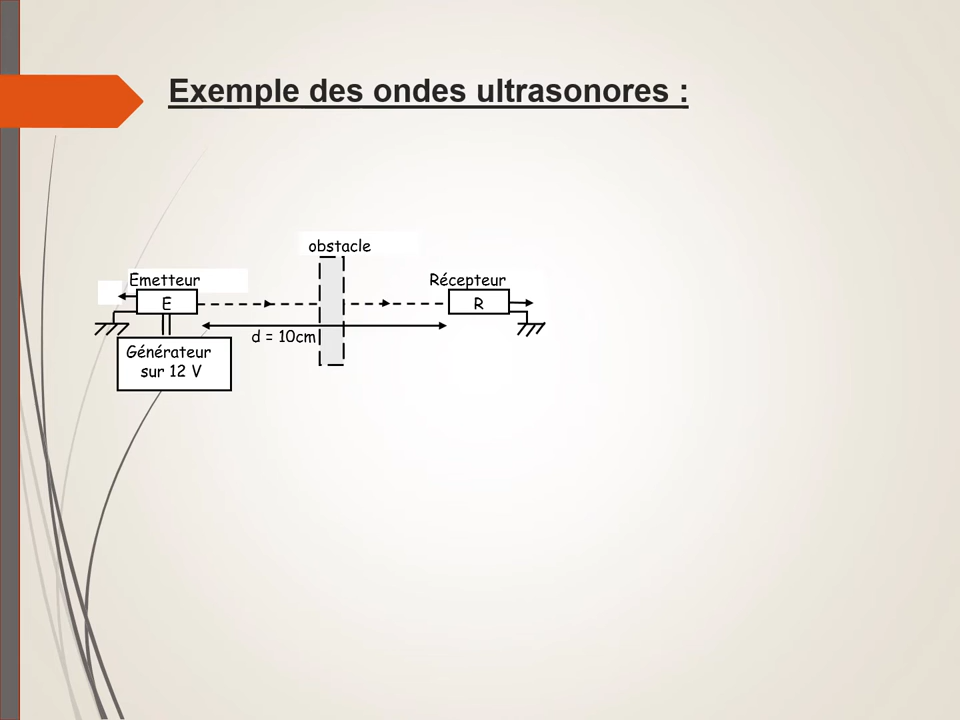 Exemple des ondes ultrasonores :
obstacle
Emetteur
Récepteur
E
R
d = 10cm
Générateur
sur 12 V